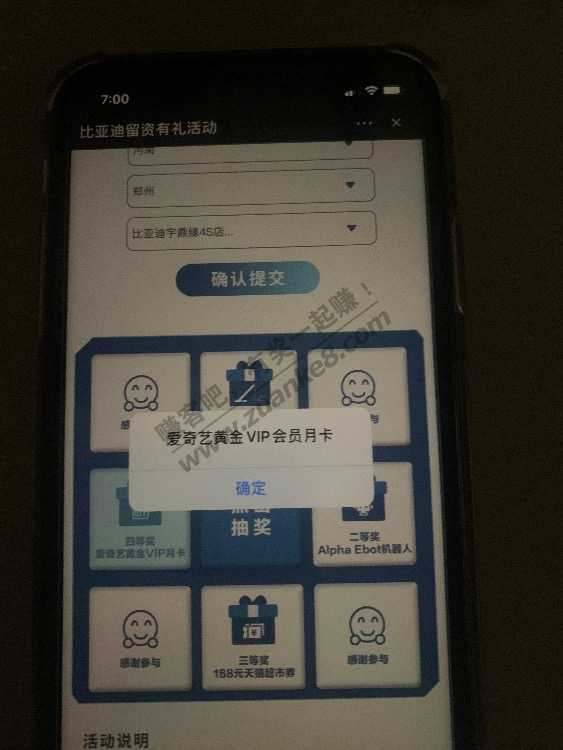 7:00
比亚迪留资有礼活动
河南
郑州
比亚迪宇鼎缘4S店...
确认提交
赚客吧 有奖一起赚！
www.zuanke8.com
爱奇艺黄金VIP会员月卡
确定
抽奖
四等奖
爱奇艺黄金VIP月卡
二等奖
Alpha Ebot机器人
感谢参与
三等奖
188元天猫超市券
感谢参与
活动说明